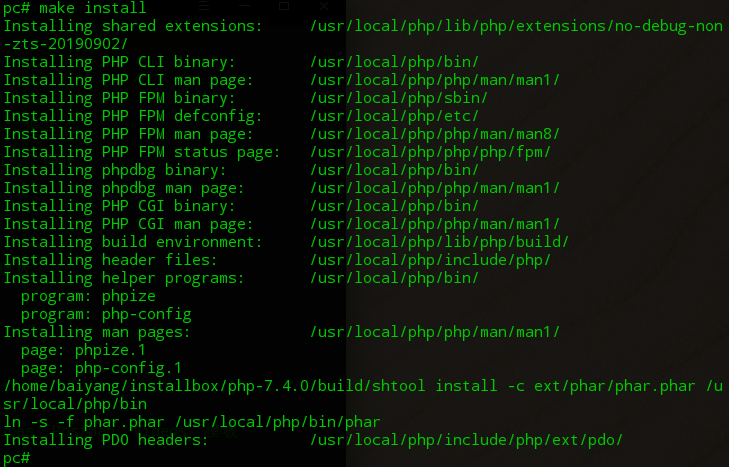 pc# make install
Installing shared extensions:     /usr/local/php/lib/php/extensions/no-debug-non
-zts-20190902/
Installing PHP CLI binary:        /usr/local/php/bin/
Installing PHP CLI man page:      /usr/local/php/php/man/man1/
Installing PHP FPM binary:        /usr/local/php/sbin/
Installing PHP FPM defconfig:     /usr/local/php/etc/
Installing PHP FPM man page:      /usr/local/php/php/man/man8/
Installing PHP FPM status page:   /usr/local/php/php/php/fpm/
Installing phpdbg binary:         /usr/local/php/bin/
Installing phpdbg man page:       /usr/local/php/php/man/man1/
Installing PHP CGI binary:        /usr/local/php/bin/
Installing PHP CGI man page:      /usr/local/php/php/man/man1/
Installing build environment:     /usr/local/php/lib/php/build/
Installing header files:          /usr/local/php/include/php/
Installing helper programs:       /usr/local/php/bin/
  program: phpize
  program: php-config
Installing man pages:             /usr/local/php/php/man/man1/
  page: phpize.1
  page: php-config.1
/home/baiyang/installbox/php-7.4.0/build/shtool install -c ext/phar/phar.phar /u
sr/local/php/bin
ln -s -f phar.phar /usr/local/php/bin/phar
Installing PDO headers:           /usr/local/php/include/php/ext/pdo/
pc#